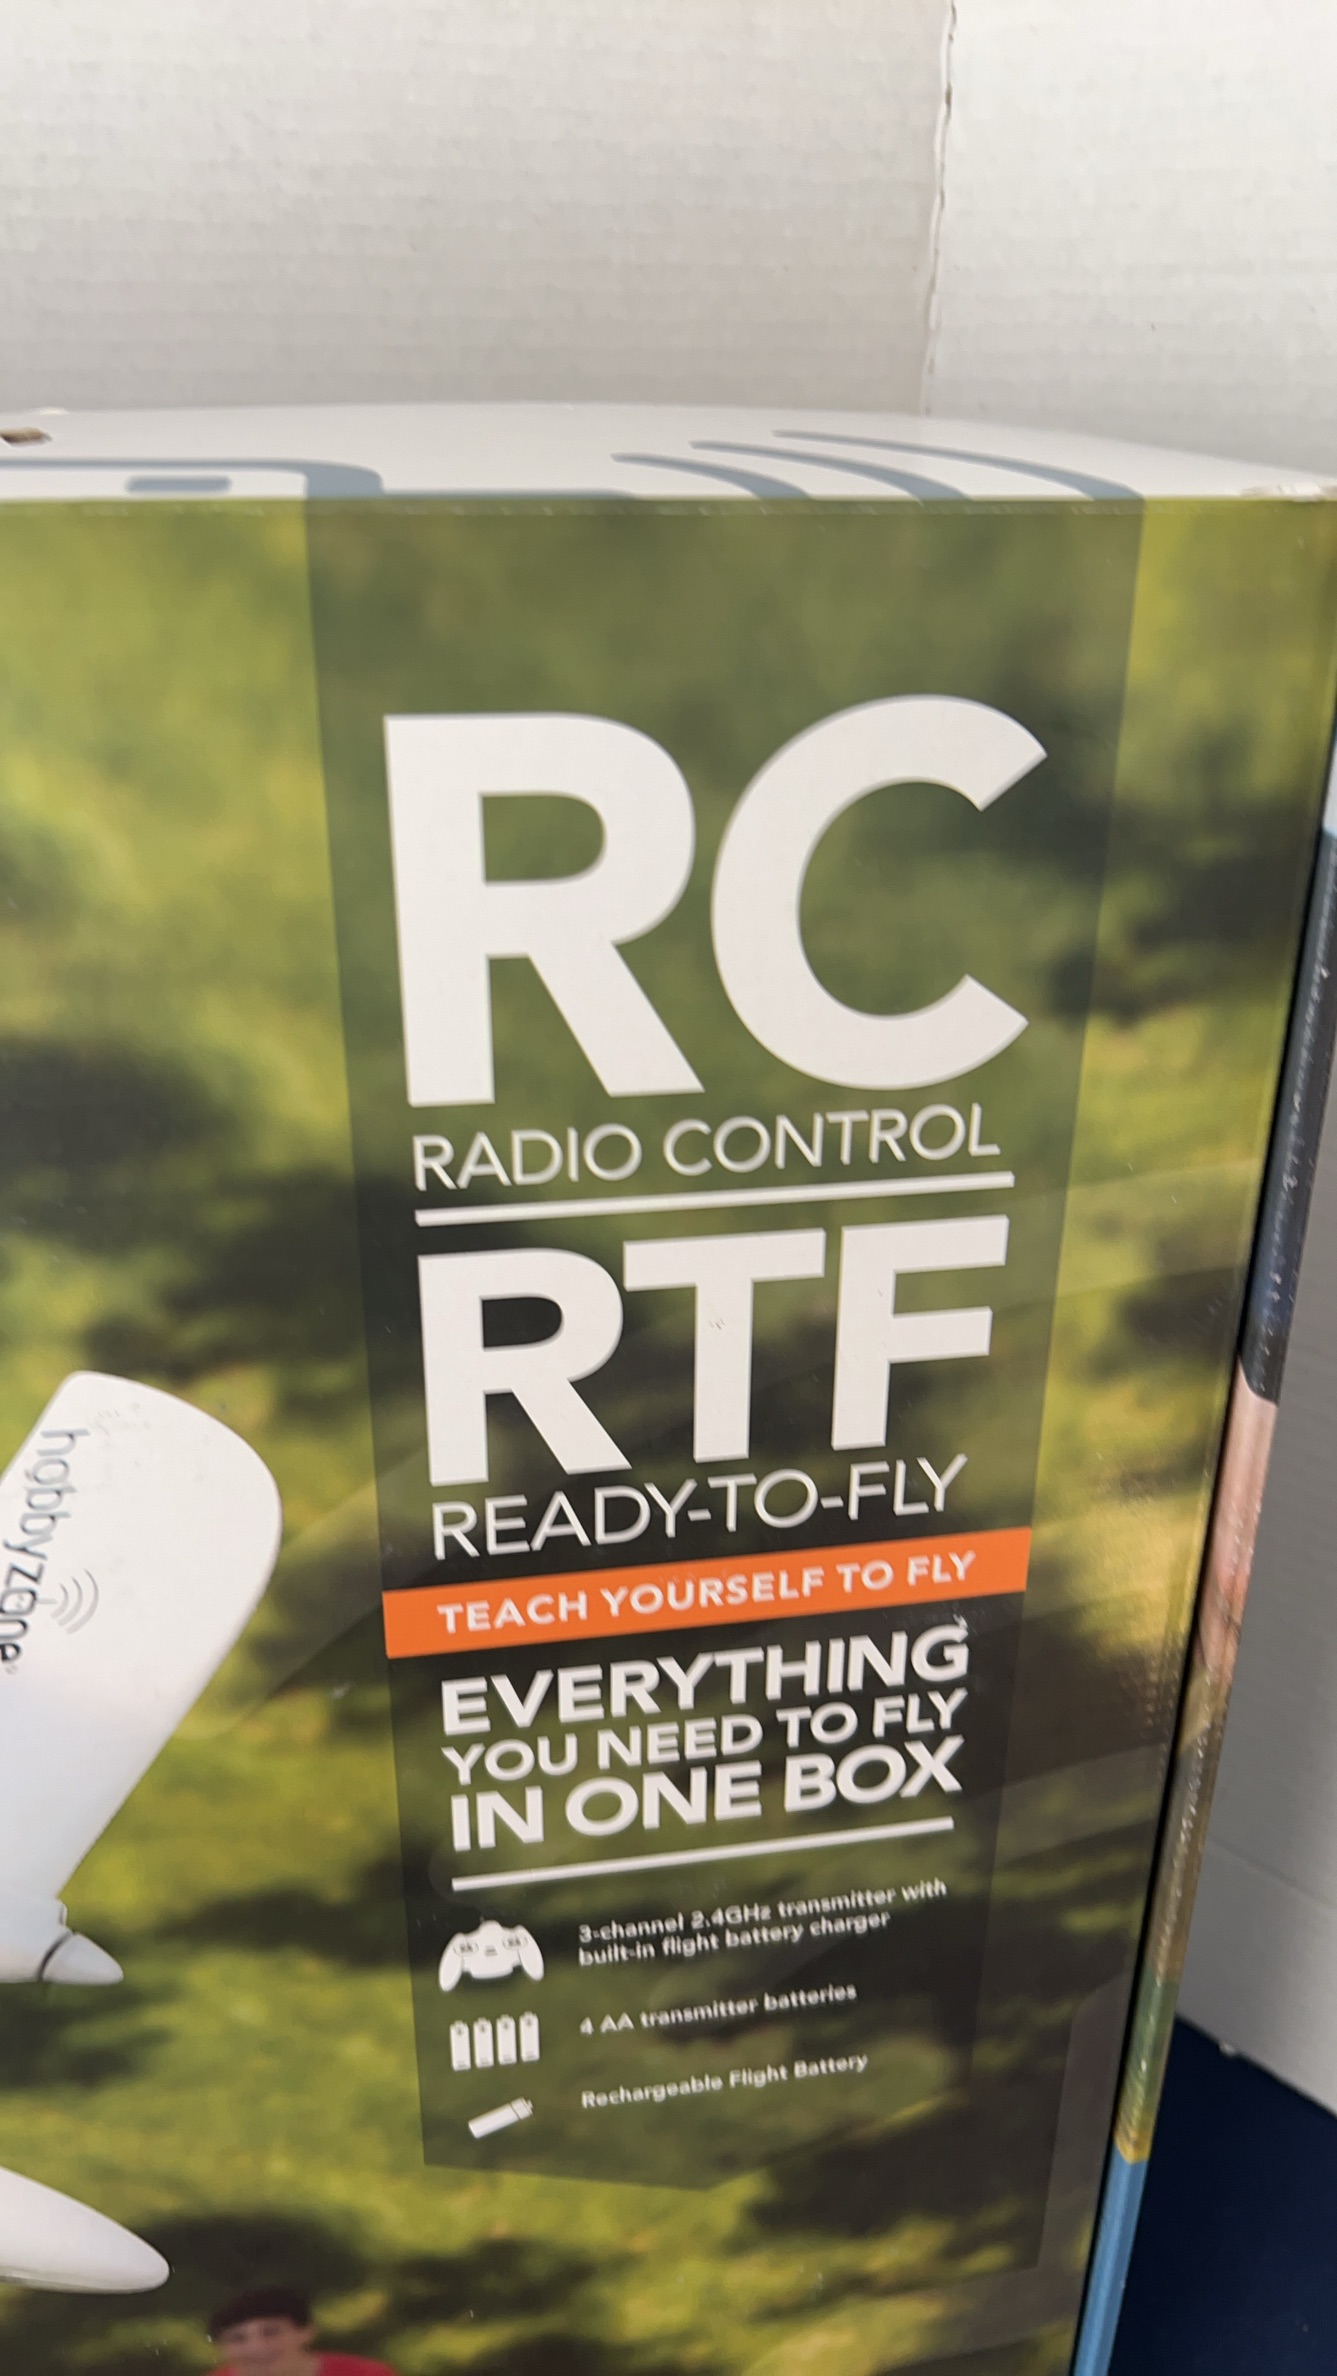 RC
RADIO CONTROL
RTF
READY-TO-FLY
TEACH YOURSELF TO FLY
EVERYTHING
YOU NEED TO FLY
IN ONE BOX
3-channel 2.4GHz transmitter with
built-in flight battery charger
4 AA transmitter batteries
Rechargeable Flight Battery
hobbyzone